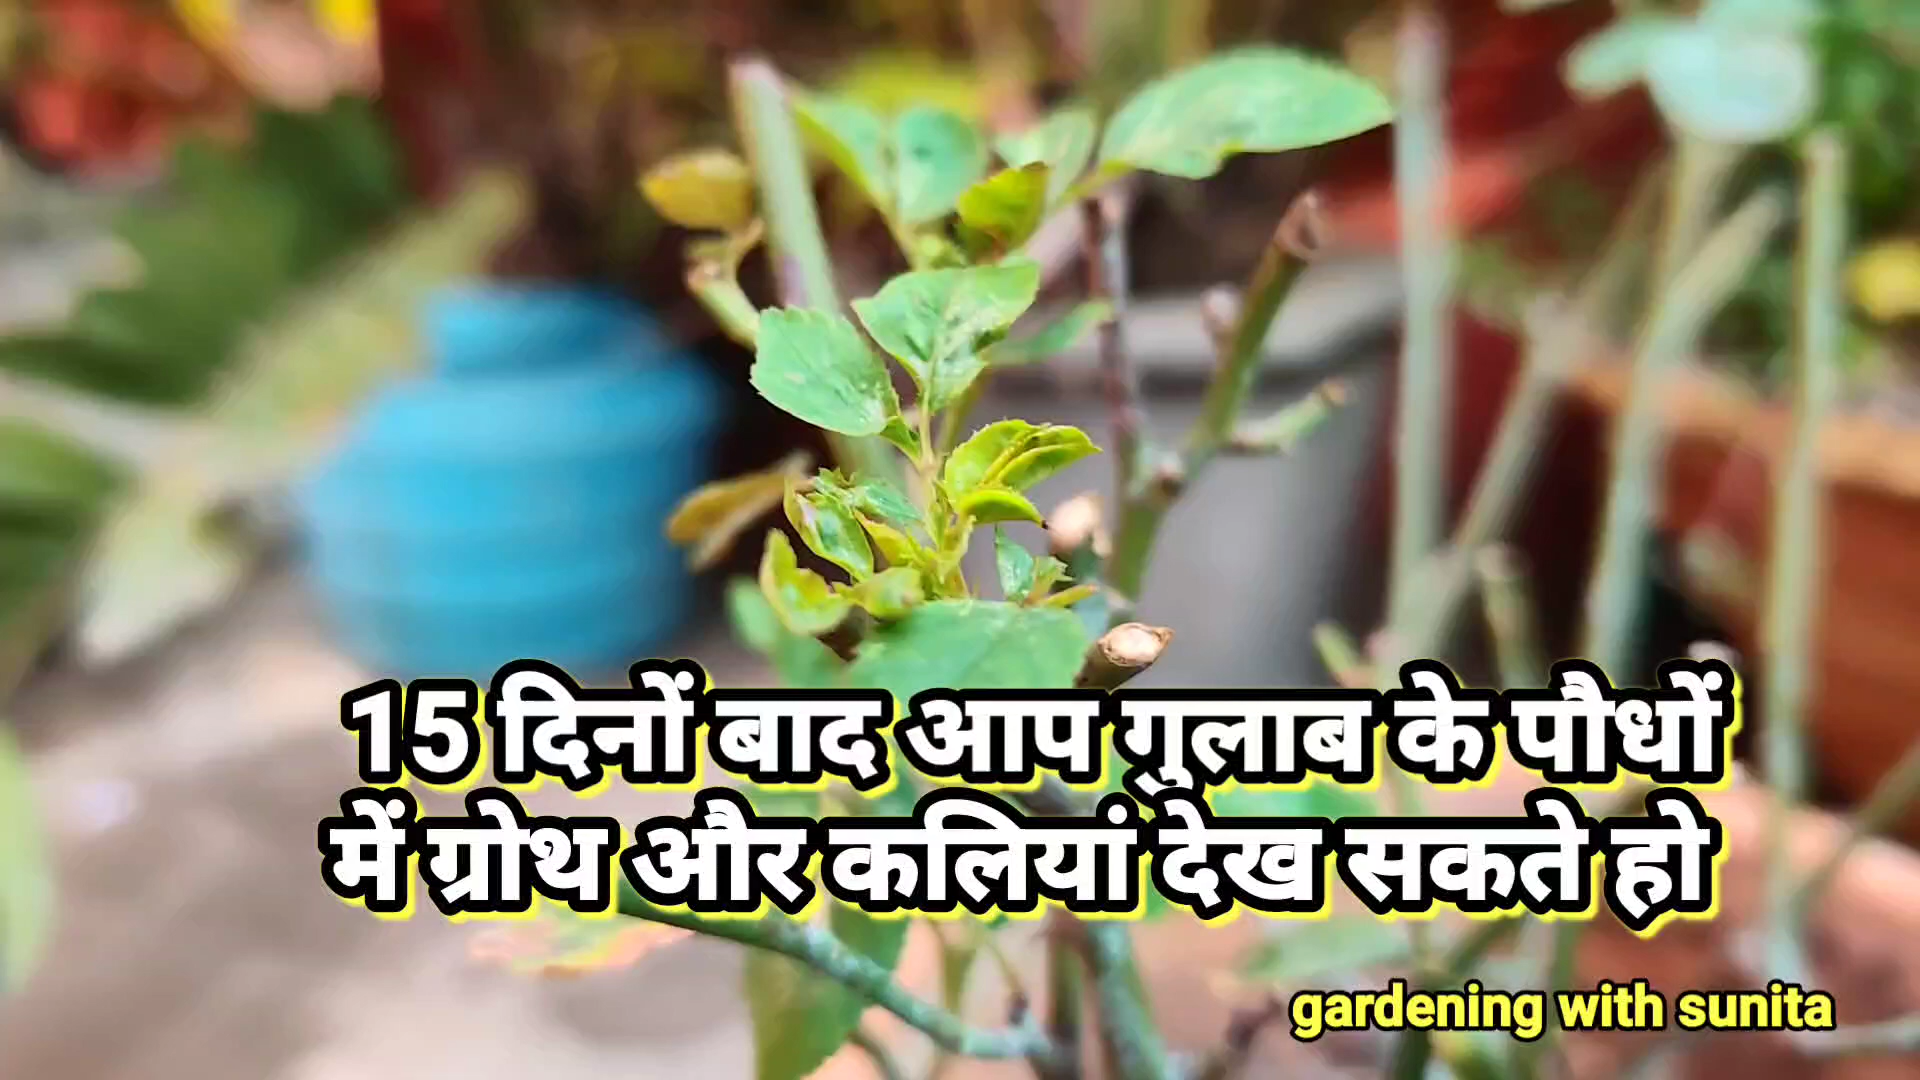 15 दिनों बाद आप गुलाब के पौधों
में ग्रोथ और कलियां देख सकते हो
gardening with sunita